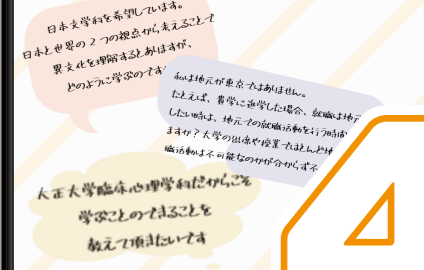 日本文学科を希望しています。
日本と世界の2つの視点から考えることで
異文化を理解するとありますが、
どのように学ぶのです
私は地元が東京ではありません。
たとえば、貴学に進学した場合、就職は地元
したい時は、地元での就職活動を行う時
ますか?大学の出席や授業でほとんど
職活動は不可能なのかが分からず不
大正大学臨床心理学科だからこそ
学ぶことのできることを
教えて頂きたいです
4